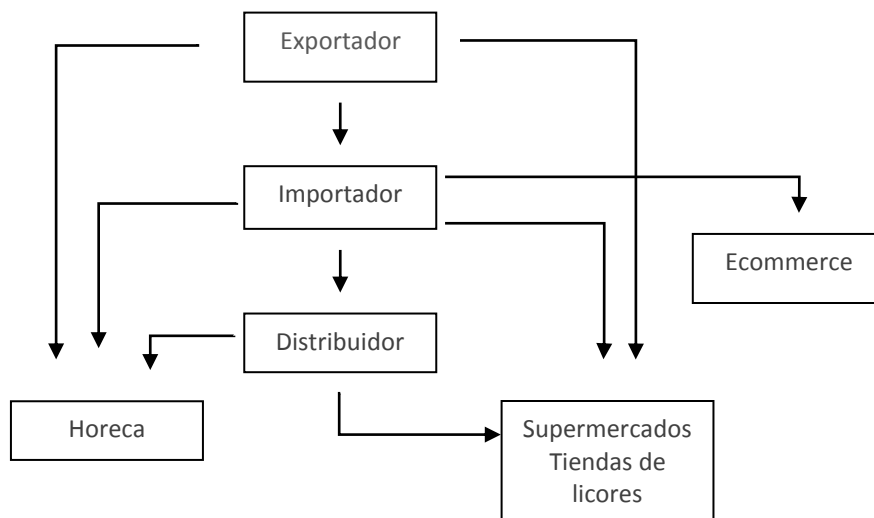 Exportador
Importador
Ecommerce
Distribuidor
Horeca
Supermercados
Tiendas de
licores